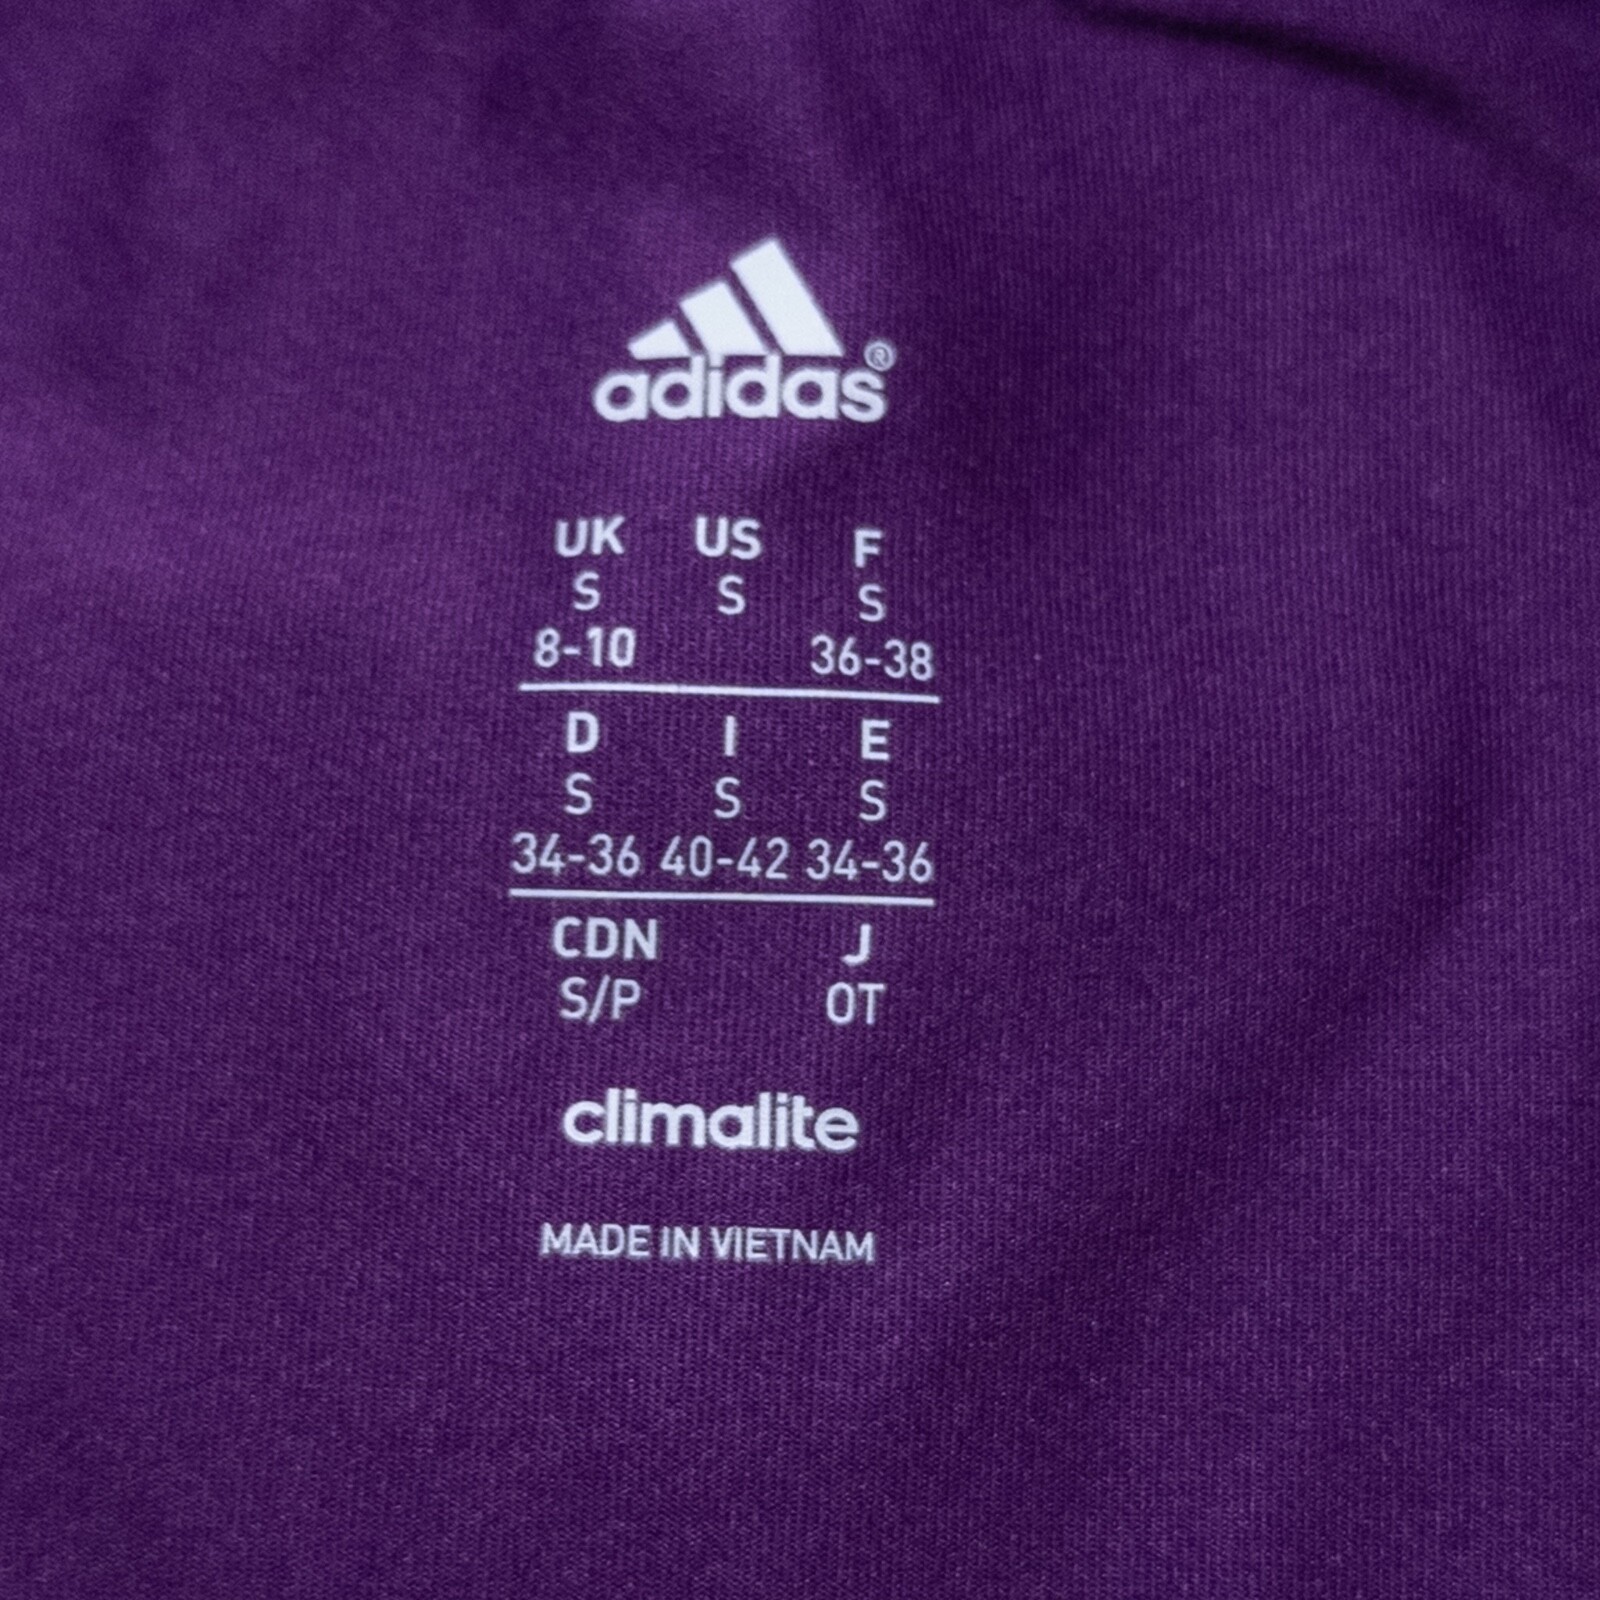 adidas®
UK US F
S S S
8-10 36-38
D I E
S S S
34-36 40-42 34-36
CDN J
S/P OT
climalite
MADE IN VIETNAM